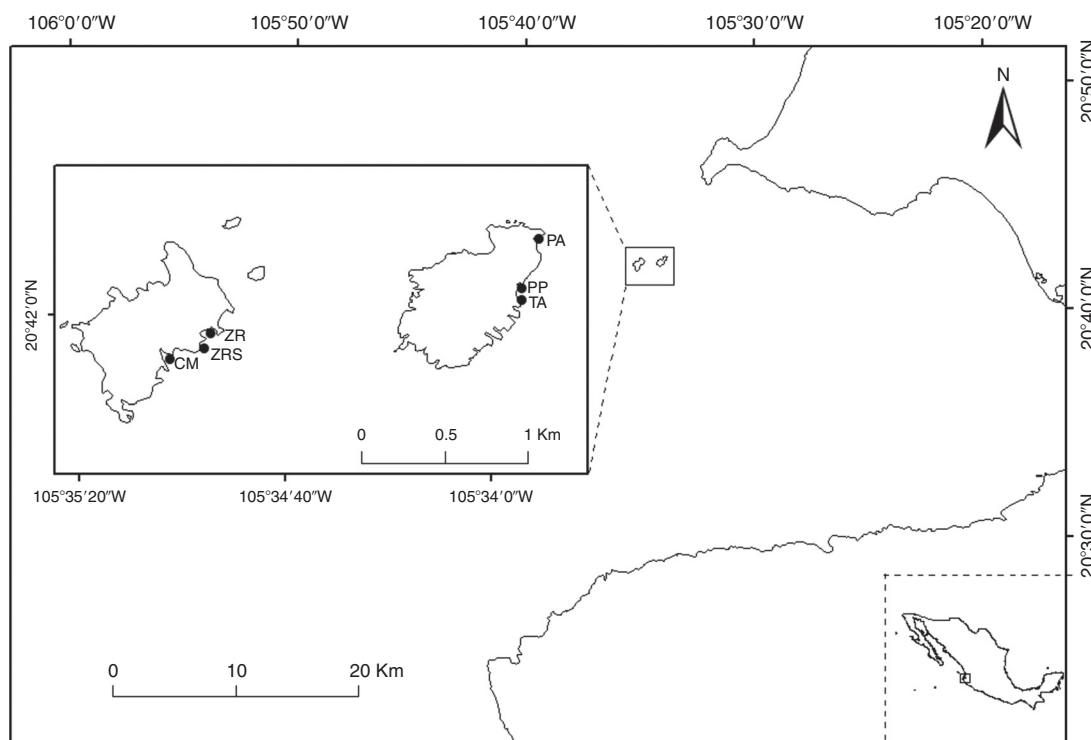 106°0′0″W 105°50′0″W 105°40′0″W 105°30′0″W 105°20′0″W
20°50′0″N
N
PA
PP
TA
20°42′0″N
ZR
ZRS
CM
20°40′0″N
0 0.5 1 Km
105°35′20″W 105°34′40″W 105°34′0″W
20°30′0″N
0 10 20 Km